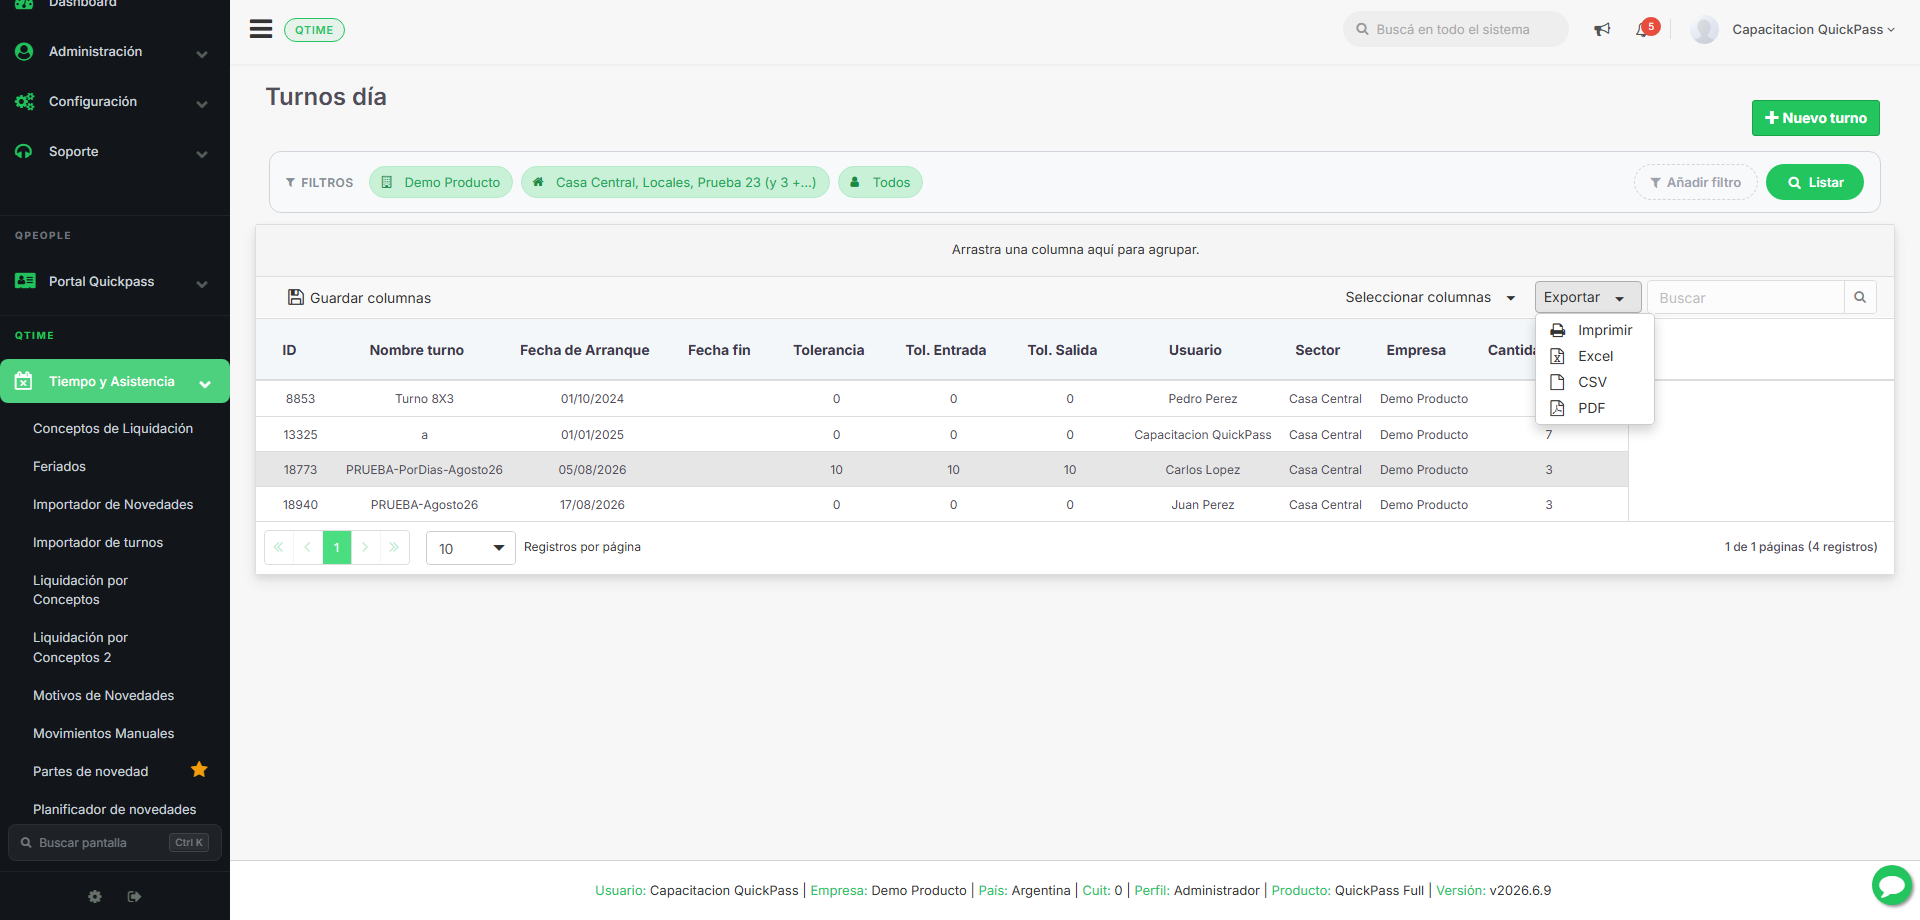 Dashboard
Administración
Configuración
Soporte
QPEOPLE
Portal Quickpass
QTIME
Tiempo y Asistencia
Conceptos de Liquidación
Feriados
Importador de Novedades
Importador de turnos
Liquidación por
Conceptos
Liquidación por
Conceptos 2
Motivos de Novedades
Movimientos Manuales
Partes de novedad
Planificador de novedades
Buscar pantalla Ctrl K
QTIME
Buscá en todo el sistema
5
Capacitacion QuickPass
Turnos día
Nuevo turno
FILTROS Demo Producto Casa Central, Locales, Prueba 23 (y 3 +...) Todos Añadir filtro Listar
Arrastra una columna aquí para agrupar.
Guardar columnas Seleccionar columnas Exportar Buscar
Imprimir
Excel
CSV
PDF
ID Nombre turno Fecha de Arranque Fecha fin Tolerancia Tol. Entrada Tol. Salida Usuario Sector Empresa
8853 Turno 8X3 01/10/2024 0 0 0 Pedro Perez Casa Central Demo Producto
13325 a 01/01/2025 0 0 0 Capacitacion QuickPass Casa Central Demo Producto 7
18773 PRUEBA-PorDias-Agosto26 05/08/2026 10 10 10 Carlos Lopez Casa Central Demo Producto 3
18940 PRUEBA-Agosto26 17/08/2026 0 0 0 Juan Perez Casa Central Demo Producto 3
« ‹ 1 › » 10 Registros por página 1 de 1 páginas (4 registros)
Usuario: Capacitacion QuickPass | Empresa: Demo Producto | País: Argentina | Cuit: 0 | Perfil: Administrador | Producto: QuickPass Full | Versión: v2026.6.9